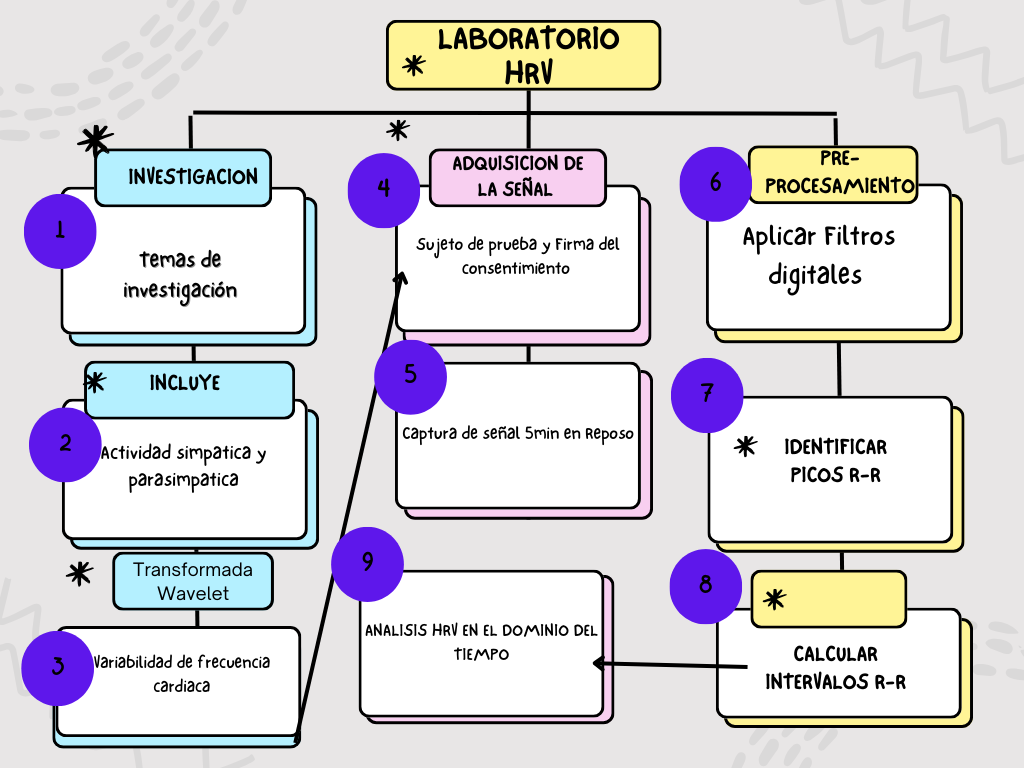 LABORATORIO
HRV
INVESTIGACION
1
Temas de
investigación
INCLUYE
2
Actividad simpatica y
parasimpatica
Transformada
Wavelet
3
Variabilidad de frecuencia
cardiaca
4
ADQUISICION DE
LA SEÑAL
Sujeto de prueba y Firma del
consentimiento
5
Captura de señal 5min en Reposo
6
PRE-
PROCESAMIENTO
Aplicar Filtros
digitales
7
IDENTIFICAR
PICOS R-R
8
CALCULAR
INTERVALOS R-R
9
ANALISIS HRV EN EL DOMINIO DEL
TIEMPO